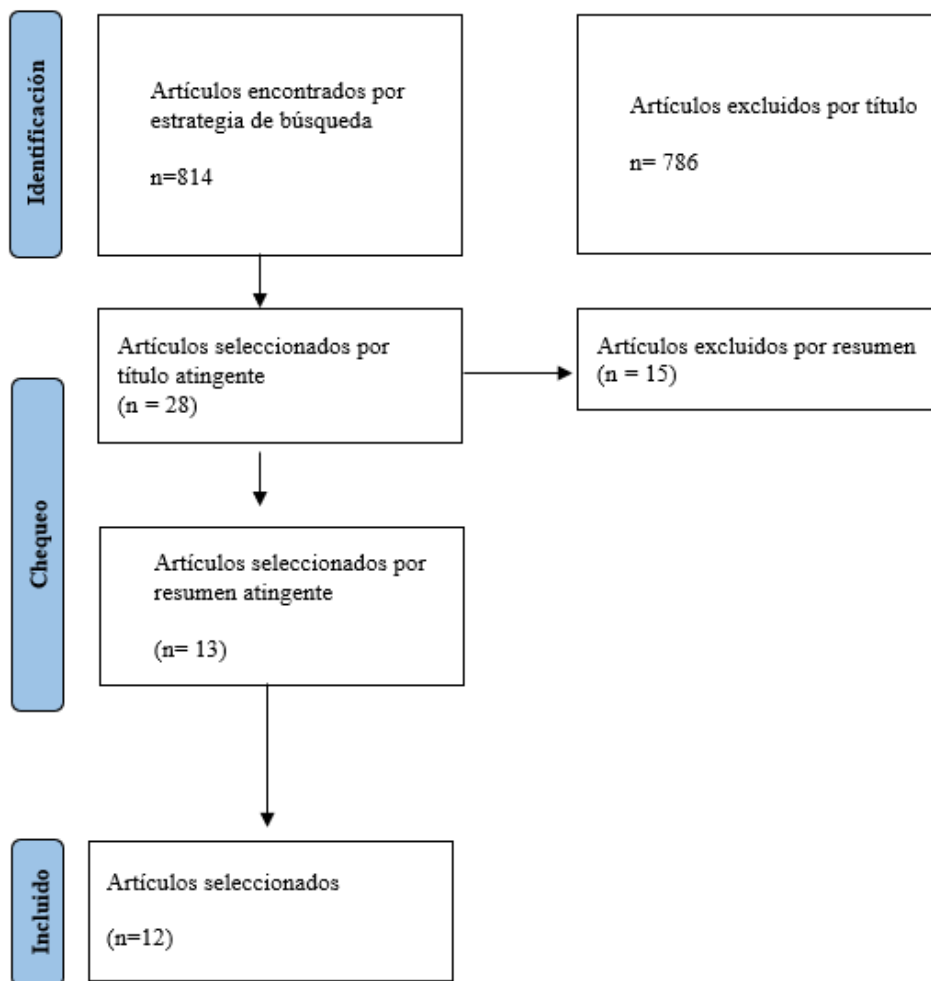 Identificación
Artículos encontrados por
estrategia de búsqueda
n=814
Artículos excluidos por título
n= 786
Chequeo
Artículos seleccionados por
título atingente
(n = 28)
Artículos excluidos por resumen
(n = 15)
Artículos seleccionados por
resumen atingente
(n= 13)
Incluido
Artículos seleccionados
(n=12)